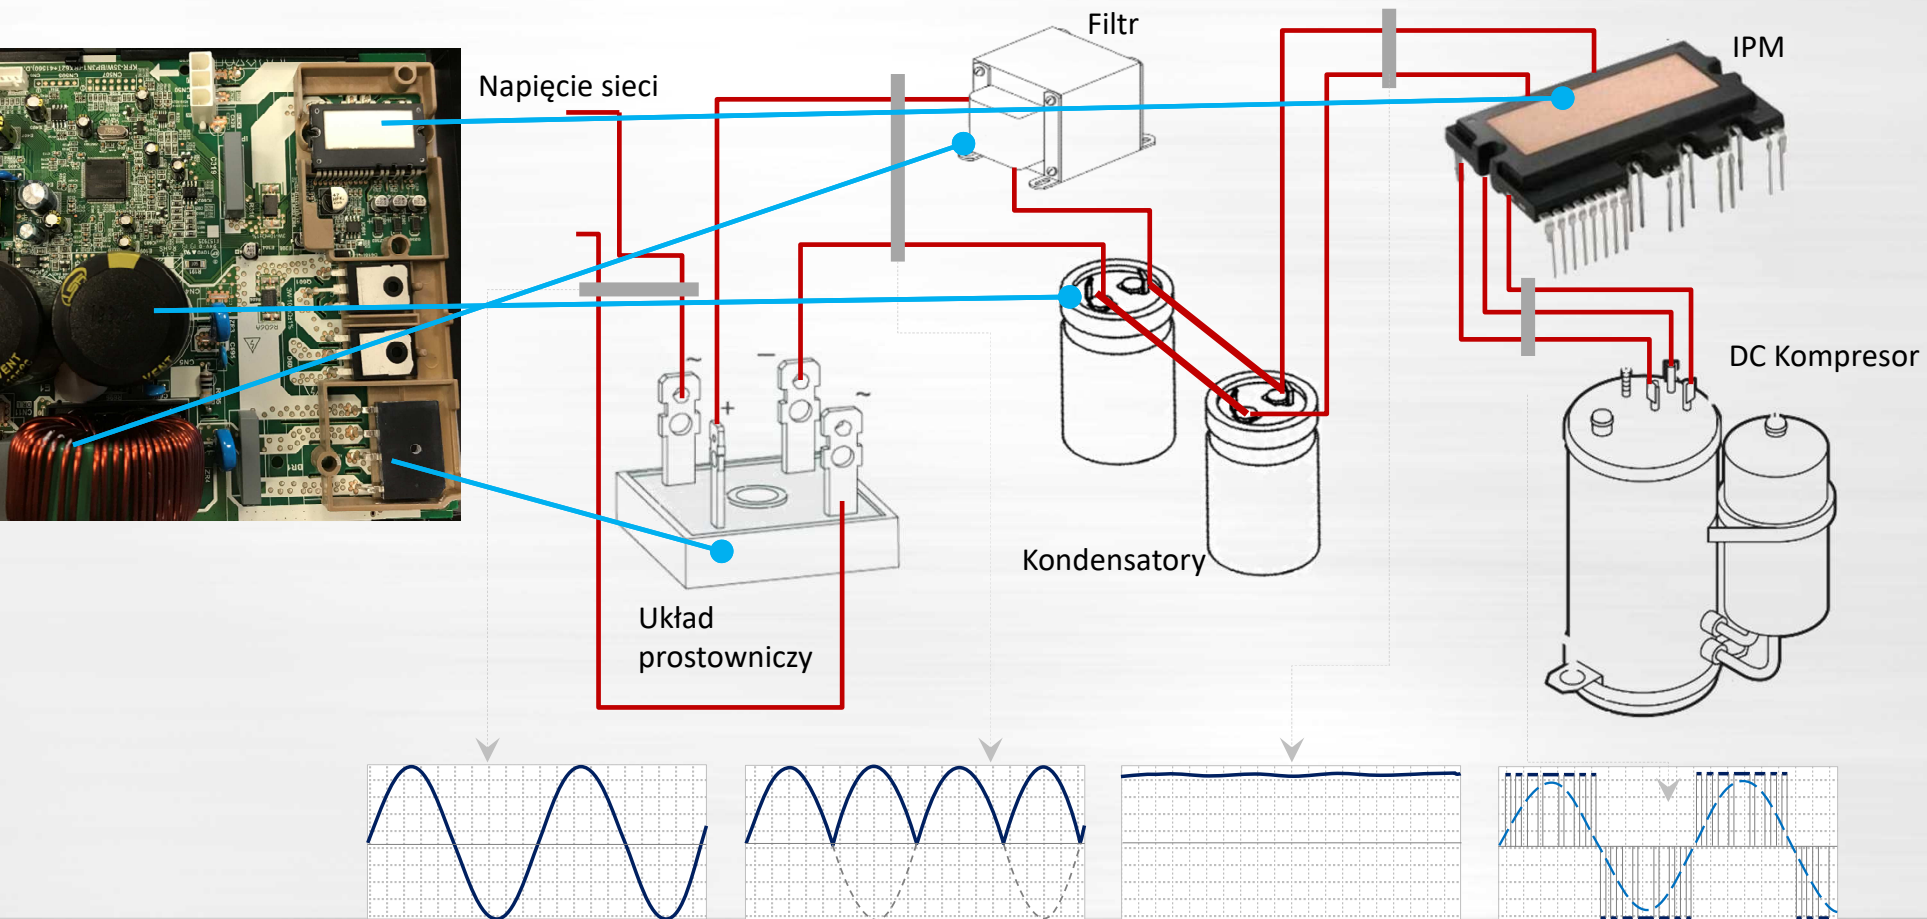 Filtr
IPM
Napięcie sieci
DC Kompresor
~
−
+
~
Kondensatory
Układ
prostowniczy